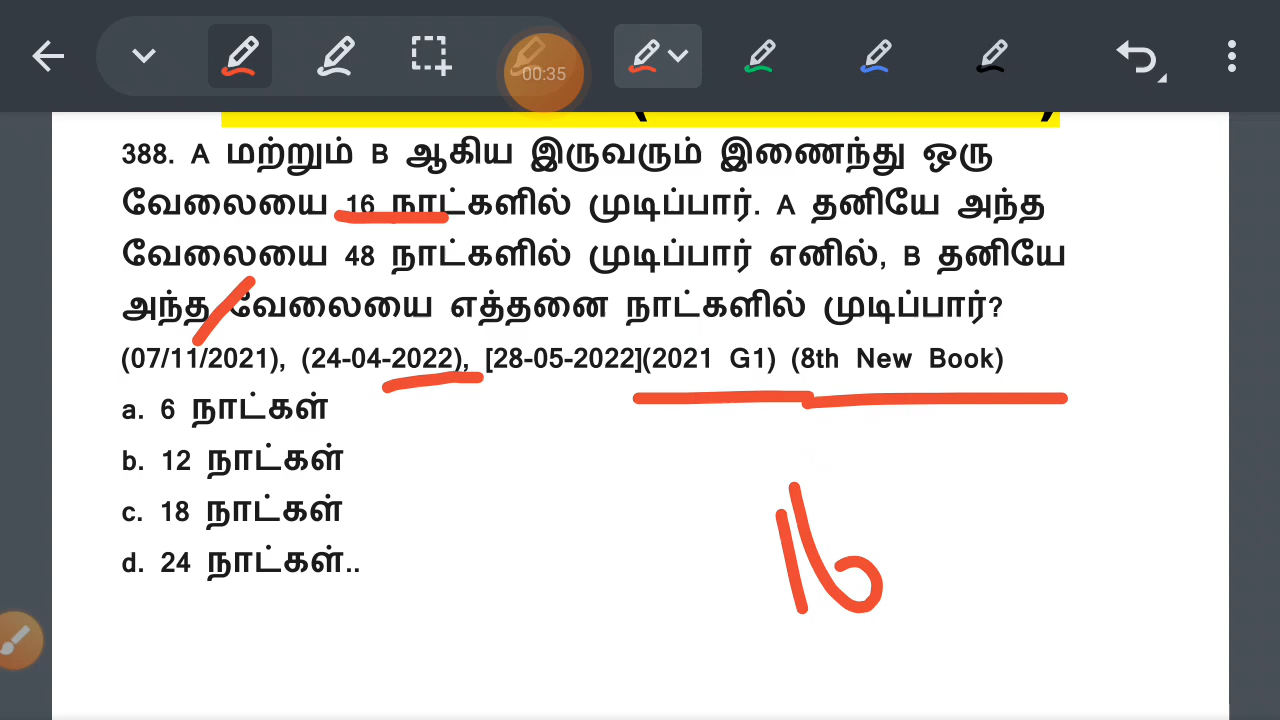 00:35
388. A மற்றும் B ஆகிய இருவரும் இணைந்து ஒரு
வேலையை 16 நாட்களில் முடிப்பார். A தனியே அந்த
வேலையை 48 நாட்களில் முடிப்பார் எனில், B தனியே
அந்த வேலையை எத்தனை நாட்களில் முடிப்பார்?
(07/11/2021), (24-04-2022), [28-05-2022](2021 G1) (8th New Book)
a. 6 நாட்கள்
b. 12 நாட்கள்
c. 18 நாட்கள்
d. 24 நாட்கள்..
16